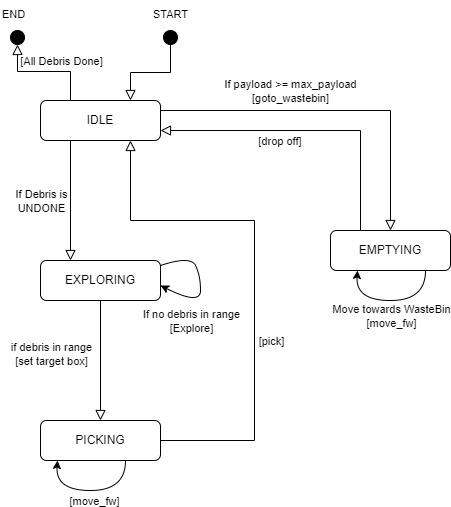 END
START
[All Debris Done]
If payload >= max_payload
[goto_wastebin]
IDLE
[drop off]
If Debris is
UNDONE
EMPTYING
EXPLORING
Move towards WasteBin
[move_fw]
If no debris in range
[Explore]
if debris in range
[set target box]
[pick]
PICKING
[move_fw]